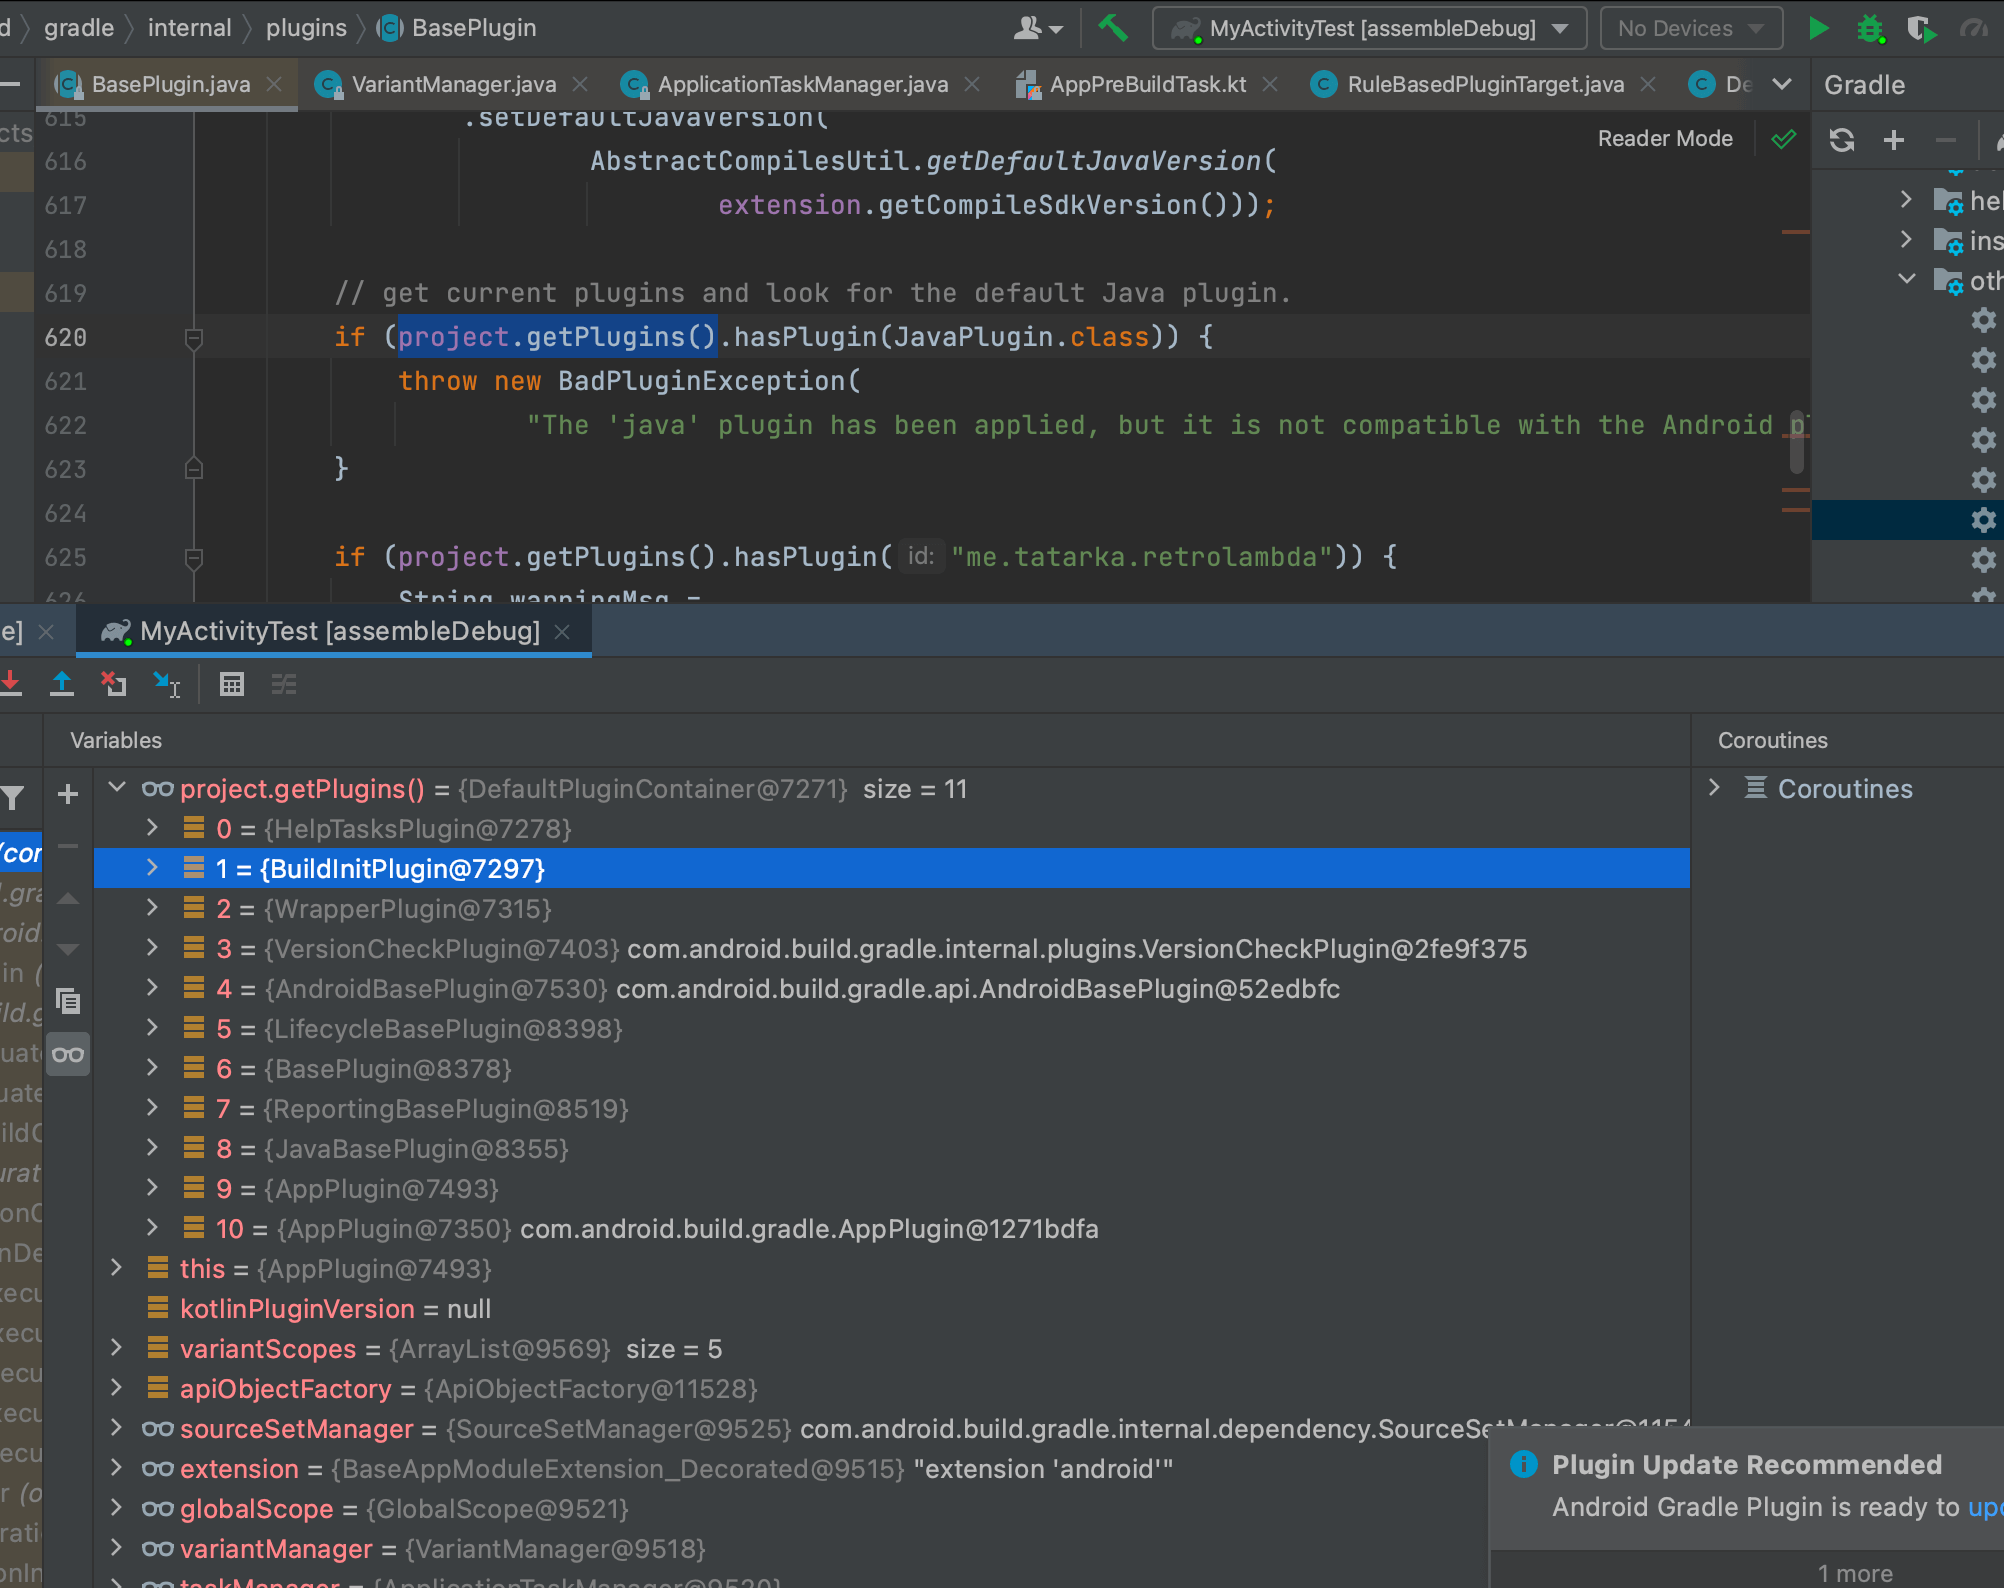 d gradle internal plugins BasePlugin MyActivityTest [assembleDebug] No Devices
BasePlugin.java VariantManager.java ApplicationTaskManager.java AppPreBuildTask.kt RuleBasedPluginTarget.java De Gradle
cts
615 .setDefaultJavaVersion(
Reader Mode
616 AbstractCompilesUtil.getDefaultJavaVersion(
617 extension.getCompileSdkVersion()));
618
619 // get current plugins and look for the default Java plugin.
620 if (project.getPlugins().hasPlugin(JavaPlugin.class)) {
621 throw new BadPluginException(
622 "The 'java' plugin has been applied, but it is not compatible with the Android pl
623 }
624
625 if (project.getPlugins().hasPlugin( id: "me.tatarka.retrolambda")) {
626 String warningMsg =
hel
ins
oth
e] MyActivityTest [assembleDebug]
Variables
Coroutines
project.getPlugins() = {DefaultPluginContainer@7271} size = 11
0 = {HelpTasksPlugin@7278}
1 = {BuildInitPlugin@7297}
2 = {WrapperPlugin@7315}
3 = {VersionCheckPlugin@7403} com.android.build.gradle.internal.plugins.VersionCheckPlugin@2fe9f375
4 = {AndroidBasePlugin@7530} com.android.build.gradle.api.AndroidBasePlugin@52edbfc
5 = {LifecycleBasePlugin@8398}
6 = {BasePlugin@8378}
7 = {ReportingBasePlugin@8519}
8 = {JavaBasePlugin@8355}
9 = {AppPlugin@7493}
10 = {AppPlugin@7350} com.android.build.gradle.AppPlugin@1271bdfa
this = {AppPlugin@7493}
kotlinPluginVersion = null
variantScopes = {ArrayList@9569} size = 5
apiObjectFactory = {ApiObjectFactory@11528}
sourceSetManager = {SourceSetManager@9525} com.android.build.gradle.internal.dependency.SourceSetManager@1154
extension = {BaseAppModuleExtension_Decorated@9515} "extension 'android'"
globalScope = {GlobalScope@9521}
variantManager = {VariantManager@9518}
taskManager = {ApplicationTaskManager@9520}
Coroutines
Plugin Update Recommended
Android Gradle Plugin is ready to upd
1 more